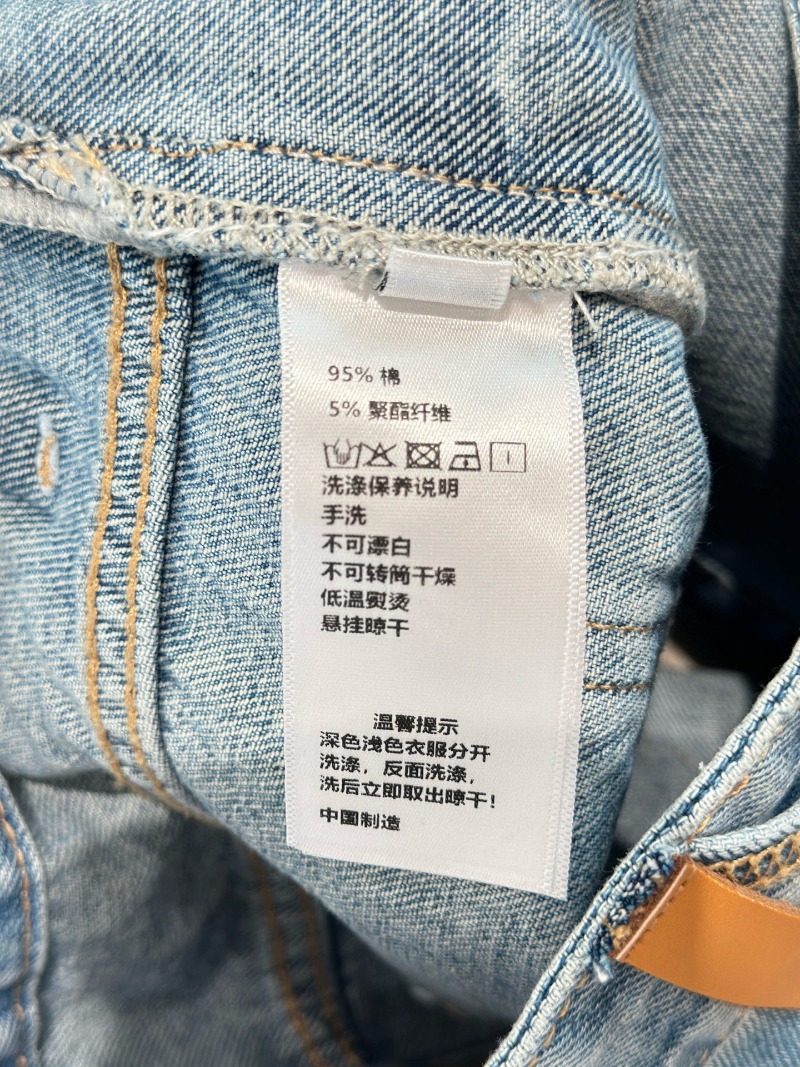 95% 棉
5% 聚酯纤维
洗涤保养说明
手洗
不可漂白
不可转筒干燥
低温熨烫
悬挂晾干
温馨提示
深色浅色衣服分开
洗涤，反面洗涤，
洗后立即取出晾干！
中國制造